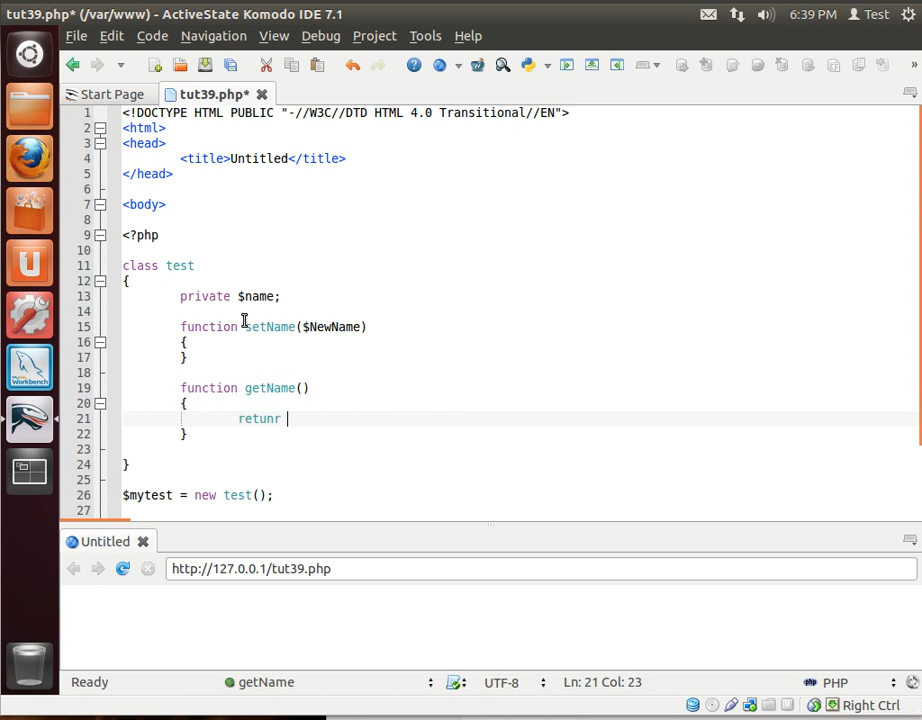 tut39.php* (/var/www) - ActiveState Komodo IDE 7.1
6:39 PM Test
File Edit Code Navigation View Debug Project Tools Help
Start Page tut39.php*
1 <!DOCTYPE HTML PUBLIC "-//W3C//DTD HTML 4.0 Transitional//EN">
2 <html>
3 <head>
4 <title>Untitled</title>
5 </head>
6
7 <body>
8
9 <?php
10
11 class test
12 {
13 private $name;
14
15 function setName($NewName)
16 {
17 }
18
19 function getName()
20 {
21 retunr
22 }
23
24 }
25
26 $mytest = new test();
27
Untitled
http://127.0.0.1/tut39.php
Ready getName UTF-8 Ln: 21 Col: 23 PHP
Right Ctrl